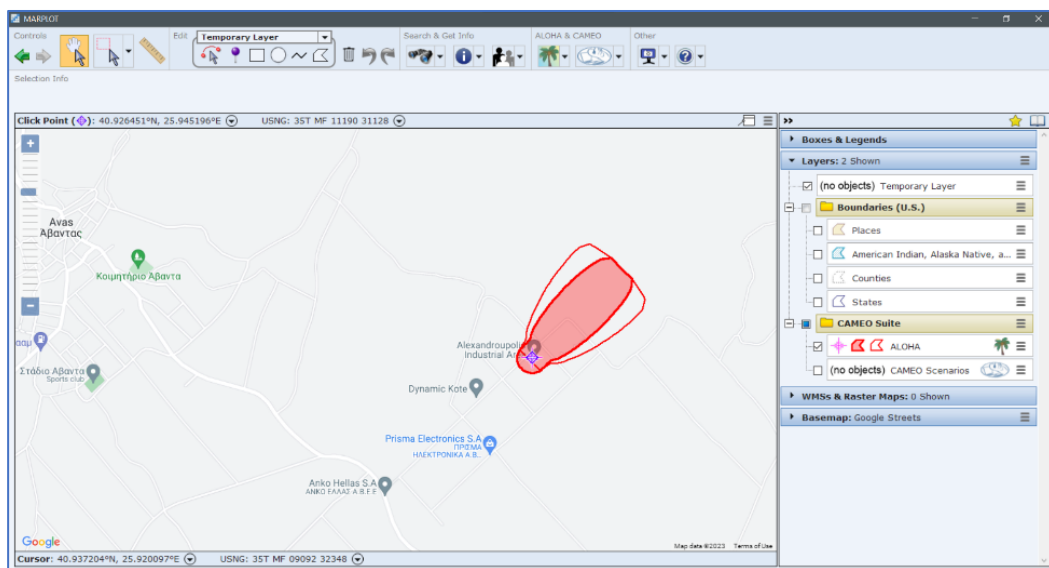 MARPLOT
Controls
Edit
Temporary Layer
Search & Get Info
ALOHA & CAMEO
Other
Selection Info
Click Point ( ): 40.926451°N, 25.945196°E
USNG: 35T MF 11190 31128
Avas
Άβαντας
Κοιμητήριο Άβαντα
Στάδιο Άβαντα
Sports club
Alexandroupoli
Industrial Ar
Dynamic Kote
Prisma Electronics S.A
ΠΡΙΣΜΑ
ΗΛΕΚΤΡΟΝΙΚΑ Α.Β...
Anko Hellas S.A
ΑΝΚΟ ΕΛΛΑΣ Α.Β.Ε.Ε
Google
Map data ©2023
Terms of Use
Cursor: 40.937204°N, 25.920097°E
USNG: 35T MF 09092 32348
Boxes & Legends
Layers: 2 Shown
(no objects) Temporary Layer
Boundaries (U.S.)
Places
American Indian, Alaska Native, a...
Counties
States
CAMEO Suite
ALOHA
(no objects) CAMEO Scenarios
WMSs & Raster Maps: 0 Shown
Basemap: Google Streets